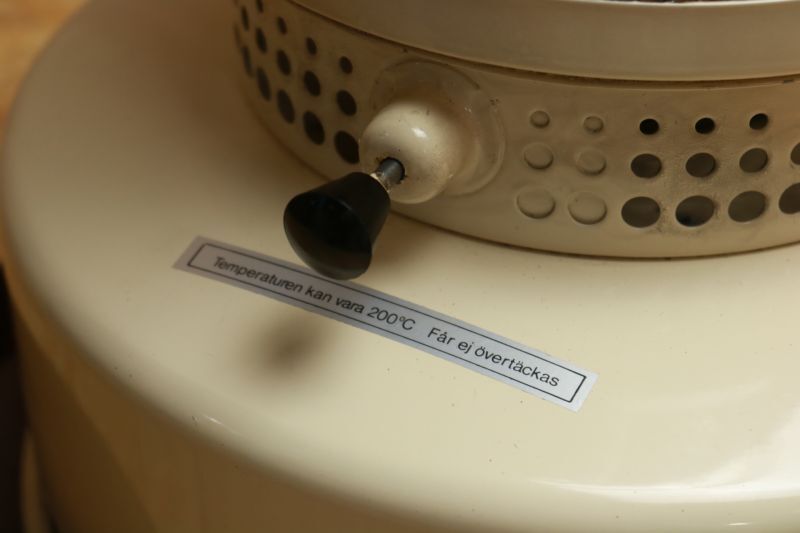 Temperaturen kan vara 200°C Får ej övertäckas